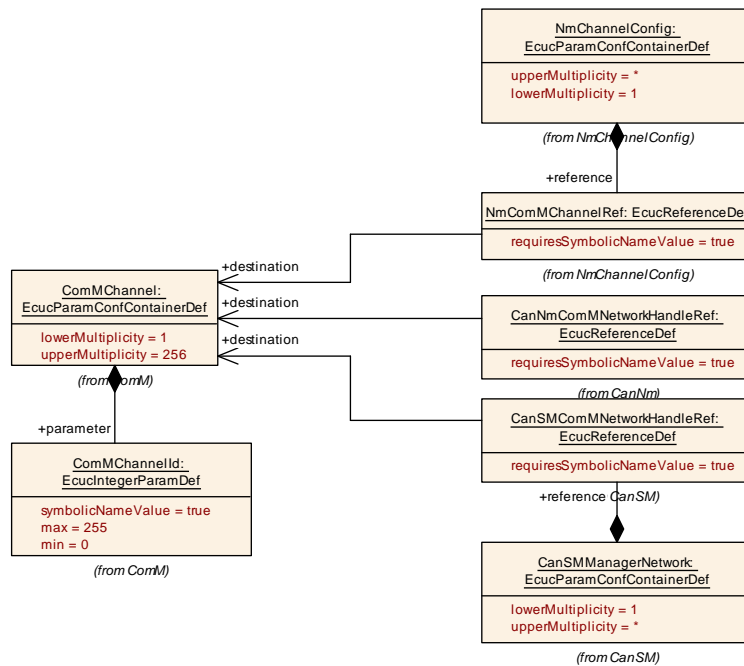 NmChannelConfig:
EcucParamConfContainerDef
upperMultiplicity = *
lowerMultiplicity = 1
(from NmChannelConfig)
+reference
NmComMChannelRef: EcucReferenceDe
requiresSymbolicNameValue = true
(from NmChannelConfig)
+destination
ComMChannel:
EcucParamConfContainerDef
lowerMultiplicity = 1
upperMultiplicity = 256
(from ComM)
+destination
CanNmComMNetworkHandleRef:
EcucReferenceDef
requiresSymbolicNameValue = true
(from CanNm)
+destination
CanSMComMNetworkHandleRef:
EcucReferenceDef
requiresSymbolicNameValue = true
+reference CanSM)
+parameter
ComMChannelId:
EcucIntegerParamDef
symbolicNameValue = true
max = 255
min = 0
(from ComM)
CanSMManagerNetwork:
EcucParamConfContainerDef
lowerMultiplicity = 1
upperMultiplicity = *
(from CanSM)